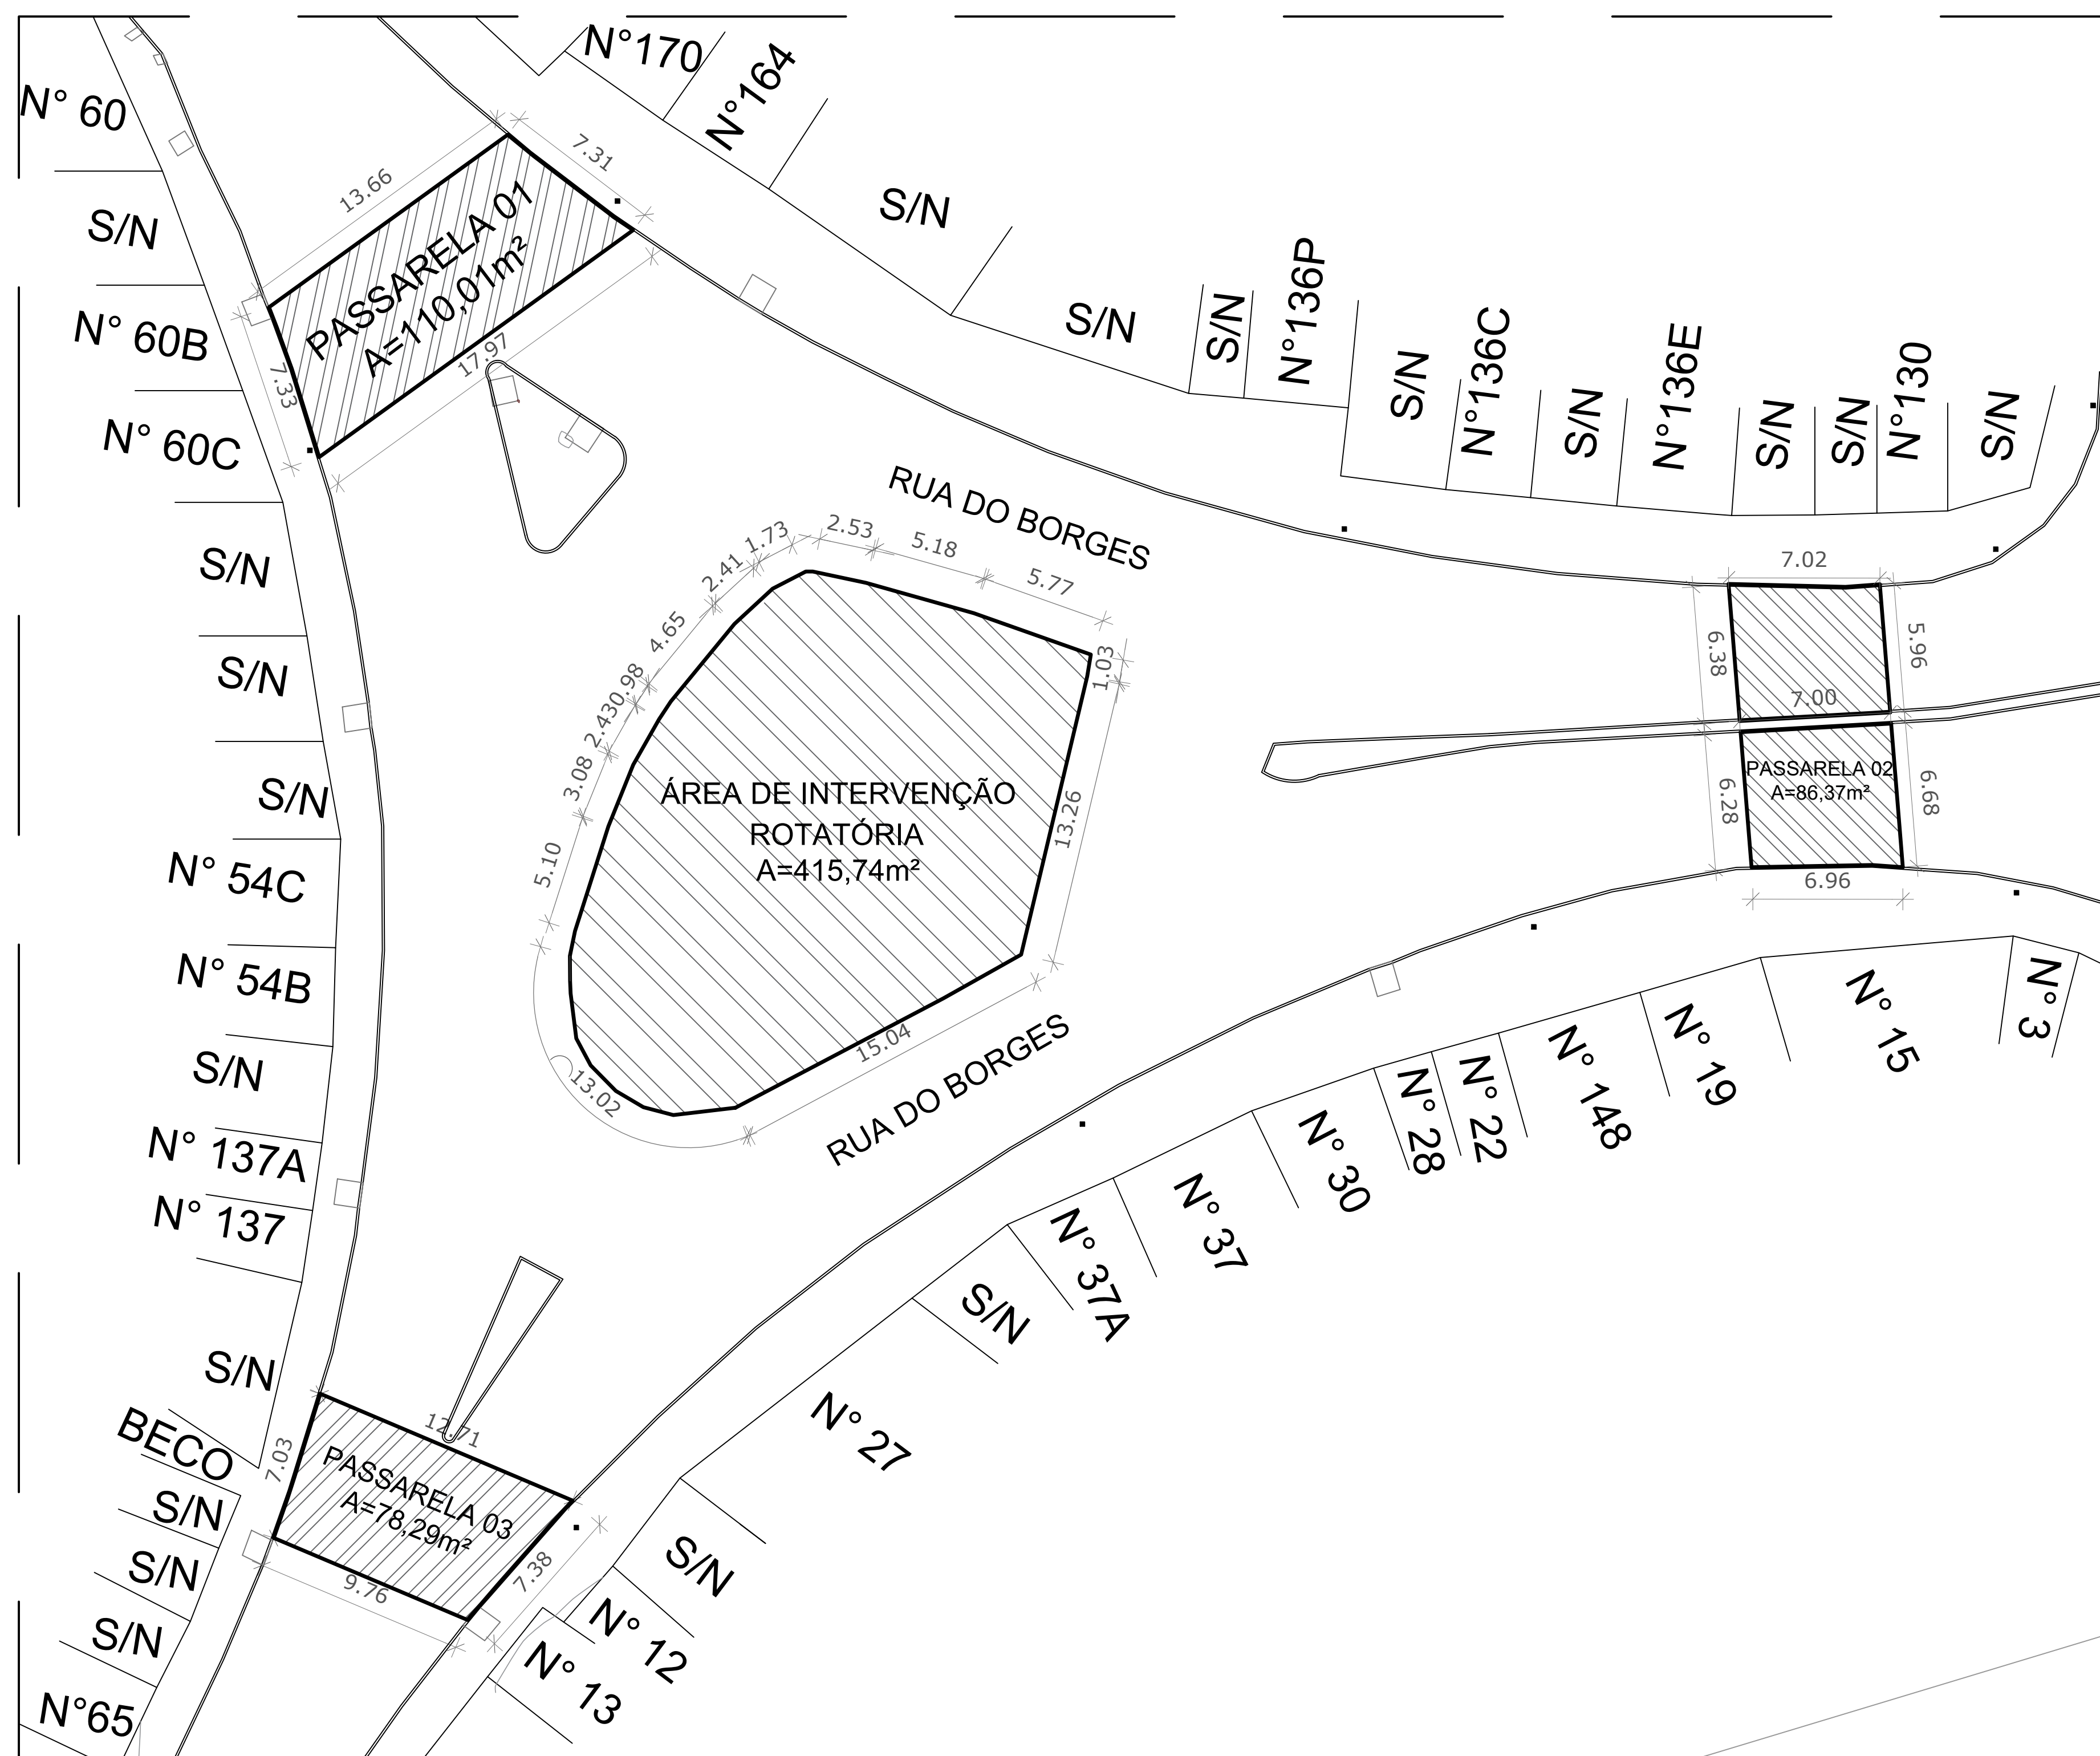 N°170
N°164
N° 60
7.31
13.66
S/N
S/N
PASSARELA 01
A=110,01m²
17.97
7.33
N° 60B
N° 60C
S/N
S/N
N°136P
S/N
N°136C
S/N
N°136E
S/N
S/N
N°130
S/N
RUA DO BORGES
1.73
2.53
5.18
5.77
2.41
4.65
0.98
2.43
3.08
5.10
1.03
13.26
15.04
13.02
ÁREA DE INTERVENÇÃO
ROTATÓRIA
A=415,74m²
RUA DO BORGES
7.02
6.38
5.96
7.00
PASSARELA 02
A=86,37m²
6.28
6.68
6.96
S/N
S/N
S/N
N° 54C
N° 54B
S/N
N° 137A
N° 137
S/N
BECO
S/N
S/N
S/N
N°65
12.71
7.03
PASSARELA 03
A=78,29m²
9.76
7.38
N° 3
N° 15
N° 19
N° 148
N° 22
N° 28
N° 30
N° 37
N° 37A
S/N
N° 27
S/N
N° 12
N° 13